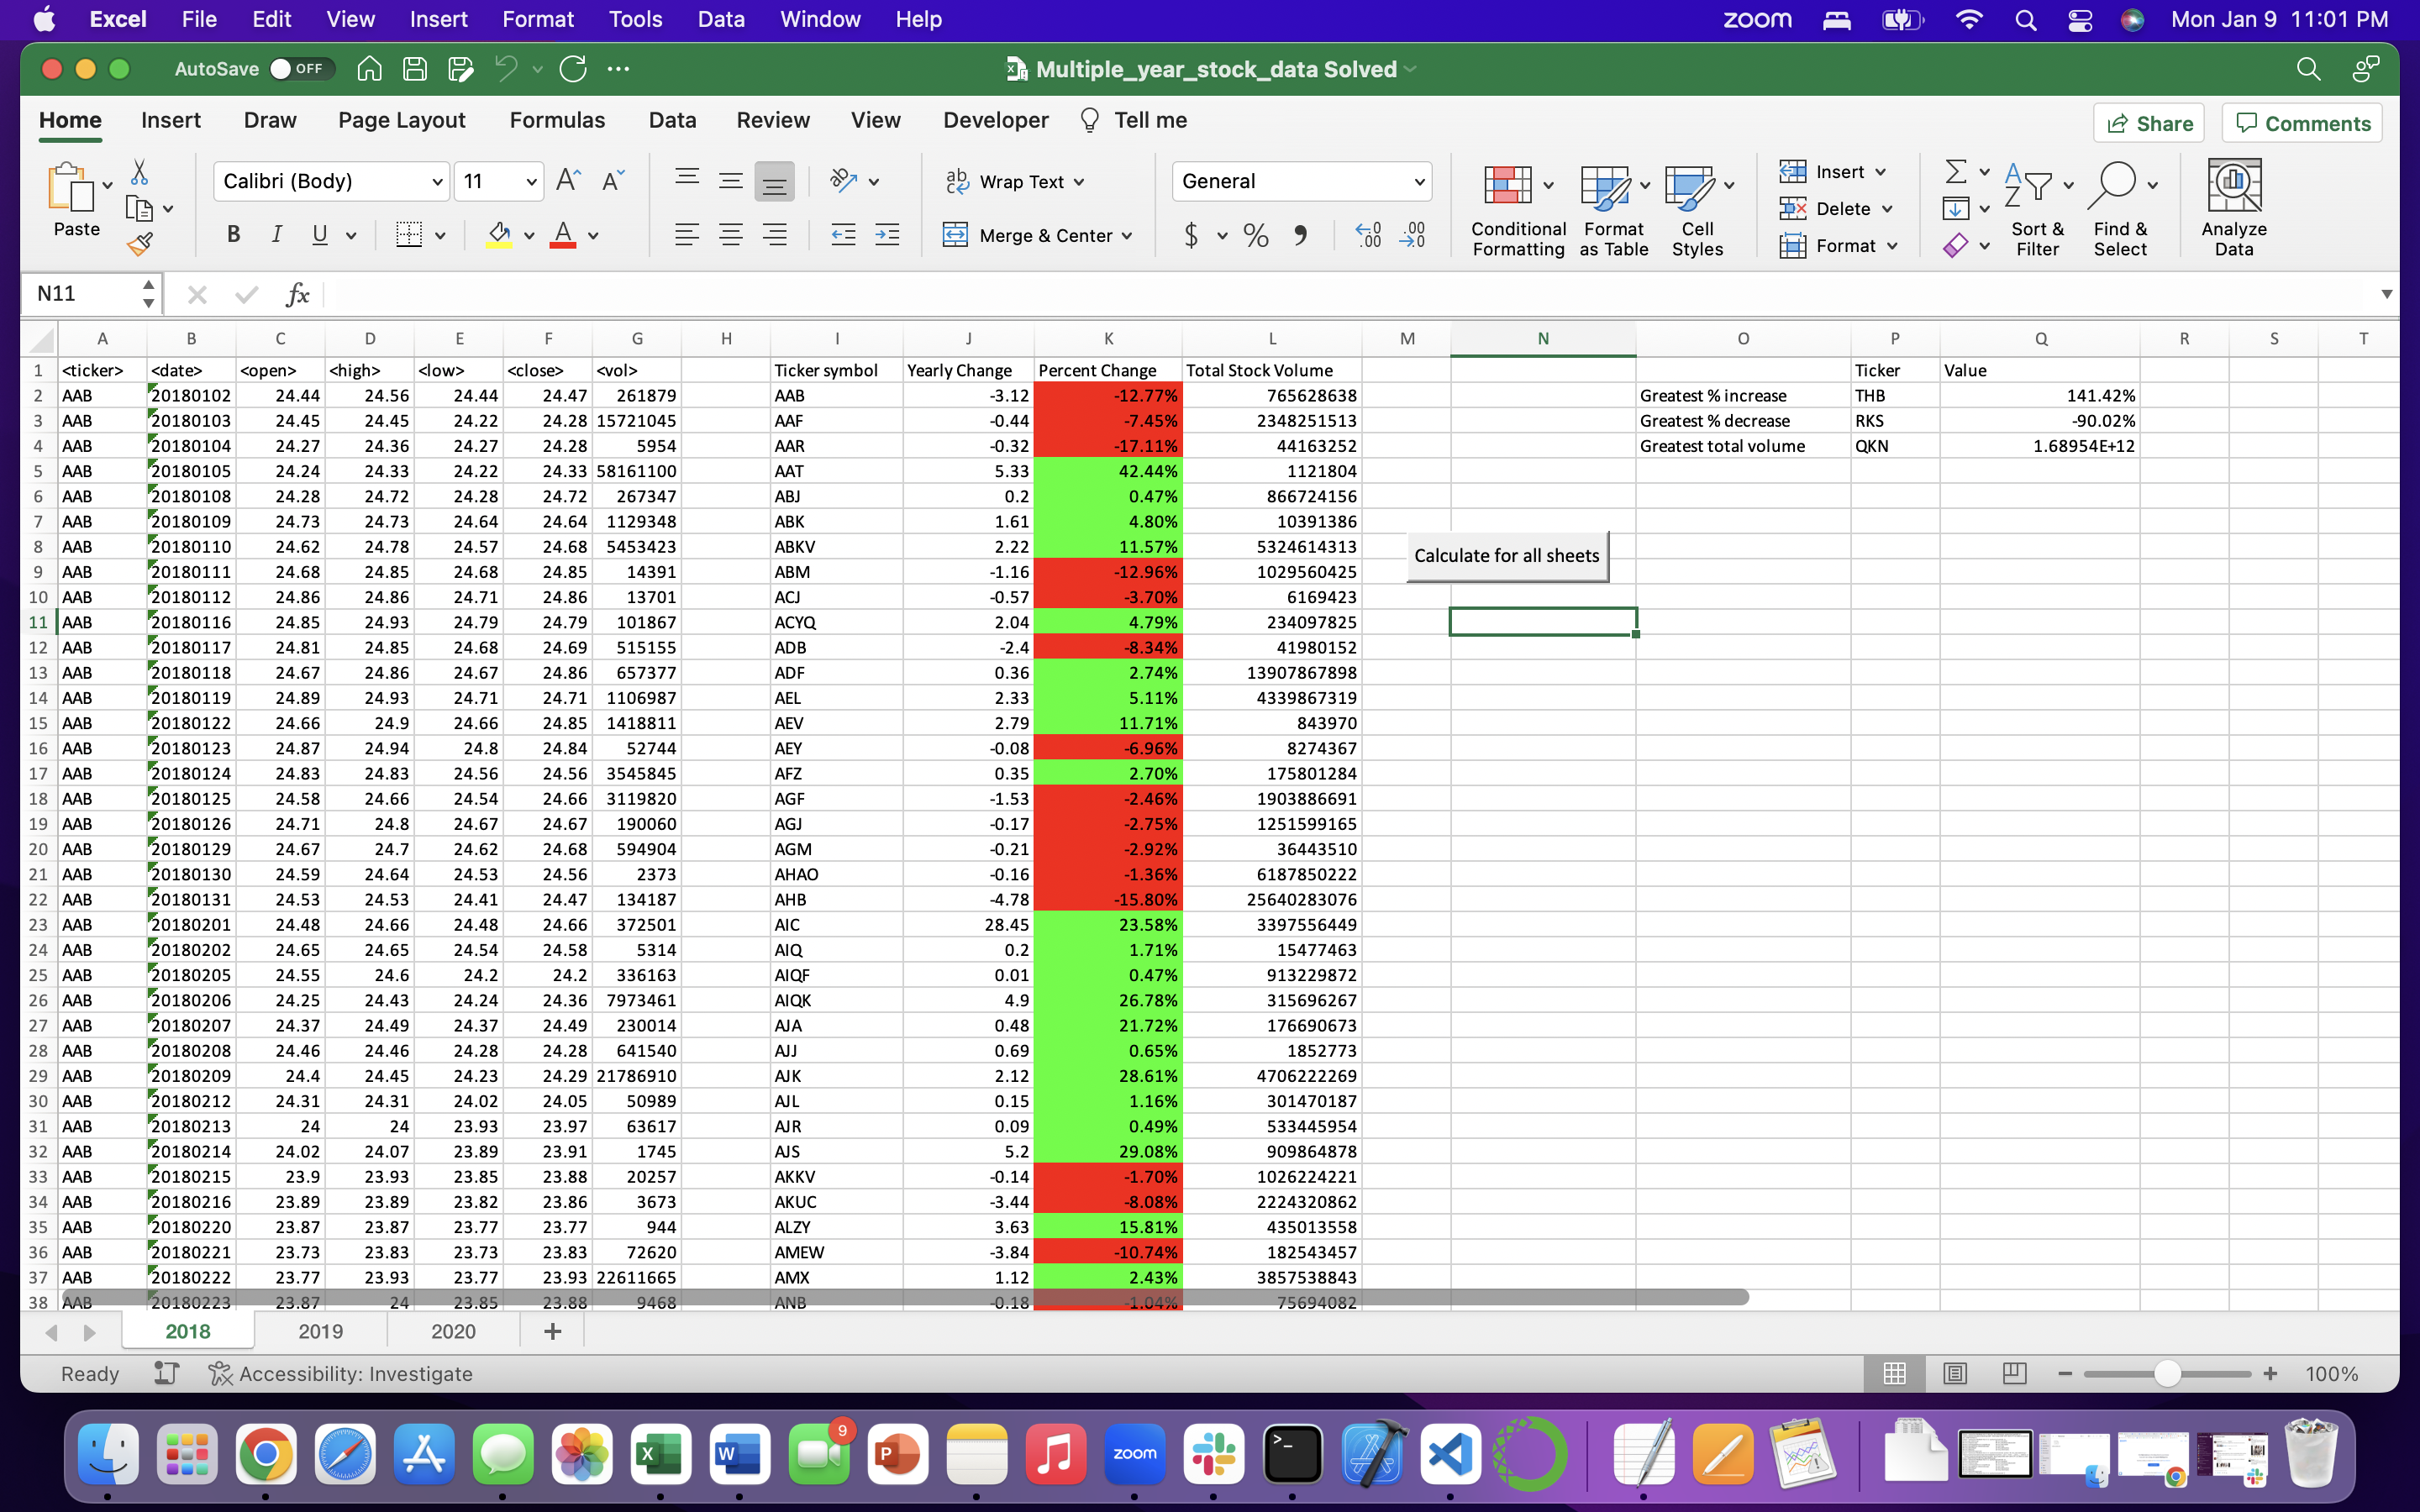 Excel File Edit View Insert Format Tools Data Window Help zoom Mon Jan 9 11:01 PM
AutoSave OFF Multiple_year_stock_data Solved
Home Insert Draw Page Layout Formulas Data Review View Developer Tell me Share Comments
Paste Calibri (Body) 11 Wrap Text General Conditional Formatting Format as Table Cell Styles Insert Delete Format Sort & Filter Find & Select Analyze Data
B I U A Merge & Center $ %
N11 fx
A B C D E F G H I J K L M N O P Q R S T
1 <ticker> <date> <open> <high> <low> <close> <vol> Ticker symbol Yearly Change Percent Change Total Stock Volume Ticker Value
2 AAB 20180102 24.44 24.56 24.44 24.47 261879 AAB -3.12 -12.77% 765628638 Greatest % increase THB 141.42%
3 AAB 20180103 24.45 24.45 24.22 24.28 15721045 AAF -0.44 -7.45% 2348251513 Greatest % decrease RKS -90.02%
4 AAB 20180104 24.27 24.36 24.27 24.28 5954 AAR -0.32 -17.11% 44163252 Greatest total volume QKN 1.68954E+12
5 AAB 20180105 24.24 24.33 24.22 24.33 58161100 AAT 5.33 42.44% 1121804
6 AAB 20180108 24.28 24.72 24.28 24.72 267347 ABJ 0.2 0.47% 866724156
7 AAB 20180109 24.73 24.73 24.64 24.64 1129348 ABK 1.61 4.80% 10391386
8 AAB 20180110 24.62 24.78 24.57 24.68 5453423 ABKV 2.22 11.57% 5324614313 Calculate for all sheets
9 AAB 20180111 24.68 24.85 24.68 24.85 14391 ABM -1.16 -12.96% 1029560425
10 AAB 20180112 24.86 24.86 24.71 24.86 13701 ACJ -0.57 -3.70% 6169423
11 AAB 20180116 24.85 24.93 24.79 24.79 101867 ACYQ 2.04 4.79% 234097825
12 AAB 20180117 24.81 24.85 24.68 24.69 515155 ADB -2.4 -8.34% 41980152
13 AAB 20180118 24.67 24.86 24.67 24.86 657377 ADF 0.36 2.74% 13907867898
14 AAB 20180119 24.89 24.93 24.71 24.71 1106987 AEL 2.33 5.11% 4339867319
15 AAB 20180122 24.66 24.9 24.66 24.85 1418811 AEV 2.79 11.71% 843970
16 AAB 20180123 24.87 24.94 24.8 24.84 52744 AEY -0.08 -6.96% 8274367
17 AAB 20180124 24.83 24.83 24.56 24.56 3545845 AFZ 0.35 2.70% 175801284
18 AAB 20180125 24.58 24.66 24.54 24.66 3119820 AGF -1.53 -2.46% 1903886691
19 AAB 20180126 24.71 24.8 24.67 24.67 190060 AGJ -0.17 -2.75% 1251599165
20 AAB 20180129 24.67 24.7 24.62 24.68 594904 AGM -0.21 -2.92% 36443510
21 AAB 20180130 24.59 24.64 24.53 24.56 2373 AHAO -0.16 -1.36% 6187850222
22 AAB 20180131 24.53 24.53 24.41 24.47 134187 AHB -4.78 -15.80% 25640283076
23 AAB 20180201 24.48 24.66 24.48 24.66 372501 AIC 28.45 23.58% 3397556449
24 AAB 20180202 24.65 24.65 24.54 24.58 5314 AIQ 0.2 1.71% 15477463
25 AAB 20180205 24.55 24.6 24.2 24.2 336163 AIQF 0.01 0.47% 913229872
26 AAB 20180206 24.25 24.43 24.24 24.36 7973461 AIQK 4.9 26.78% 315696267
27 AAB 20180207 24.37 24.49 24.37 24.49 230014 AJA 0.48 21.72% 176690673
28 AAB 20180208 24.46 24.46 24.28 24.28 641540 AJJ 0.69 0.65% 1852773
29 AAB 20180209 24.4 24.45 24.23 24.29 21786910 AJK 2.12 28.61% 4706222269
30 AAB 20180212 24.31 24.31 24.02 24.05 50989 AJL 0.15 1.16% 301470187
31 AAB 20180213 24 24 23.93 23.97 63617 AJR 0.09 0.49% 533445954
32 AAB 20180214 24.02 24.07 23.89 23.91 1745 AJS 5.2 29.08% 909864878
33 AAB 20180215 23.9 23.93 23.85 23.88 20257 AKKV -0.14 -1.70% 1026224221
34 AAB 20180216 23.89 23.89 23.82 23.86 3673 AKUC -3.44 -8.08% 2224320862
35 AAB 20180220 23.87 23.87 23.77 23.77 944 ALZY 3.63 15.81% 435013558
36 AAB 20180221 23.73 23.83 23.73 23.83 72620 AMEW -3.84 -10.74% 182543457
37 AAB 20180222 23.77 23.93 23.77 23.93 22611665 AMX 1.12 2.43% 3857538843
38 AAB 20180223 23.87 24 23.85 23.88 9468 ANB -0.18 -1.04% 75694082
2018 2019 2020 +
Ready Accessibility: Investigate 100%
9
X W P zoom